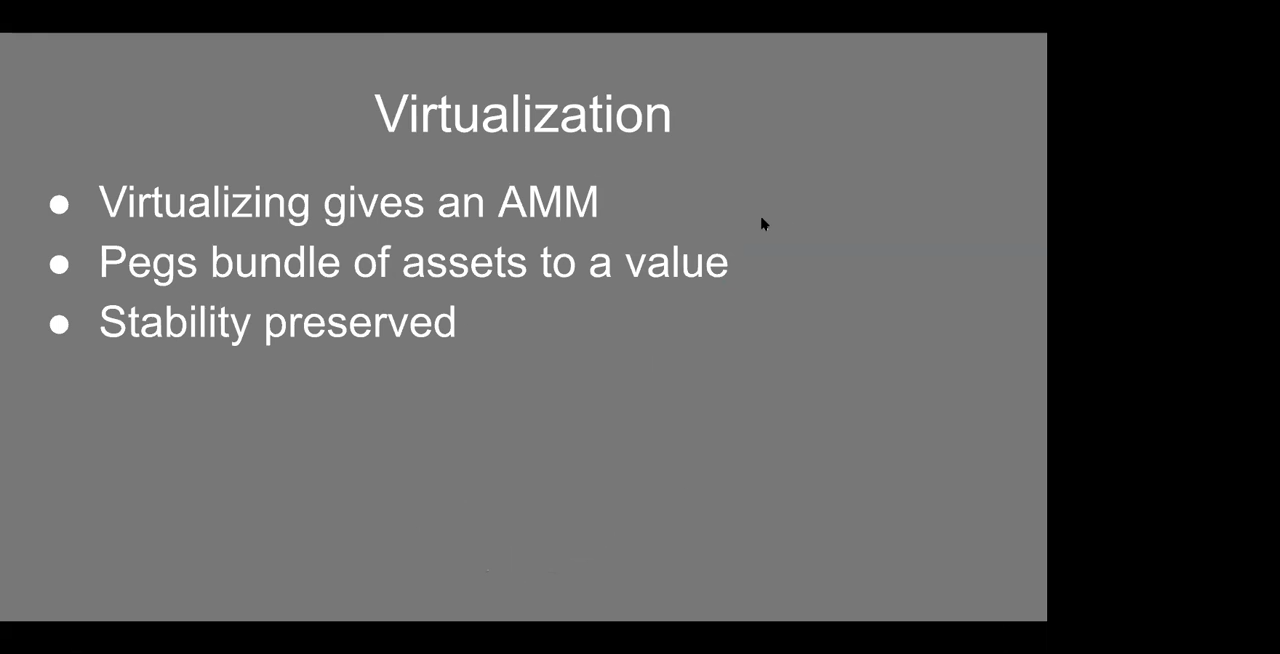 Virtualization
● Virtualizing gives an AMM
● Pegs bundle of assets to a value
● Stability preserved